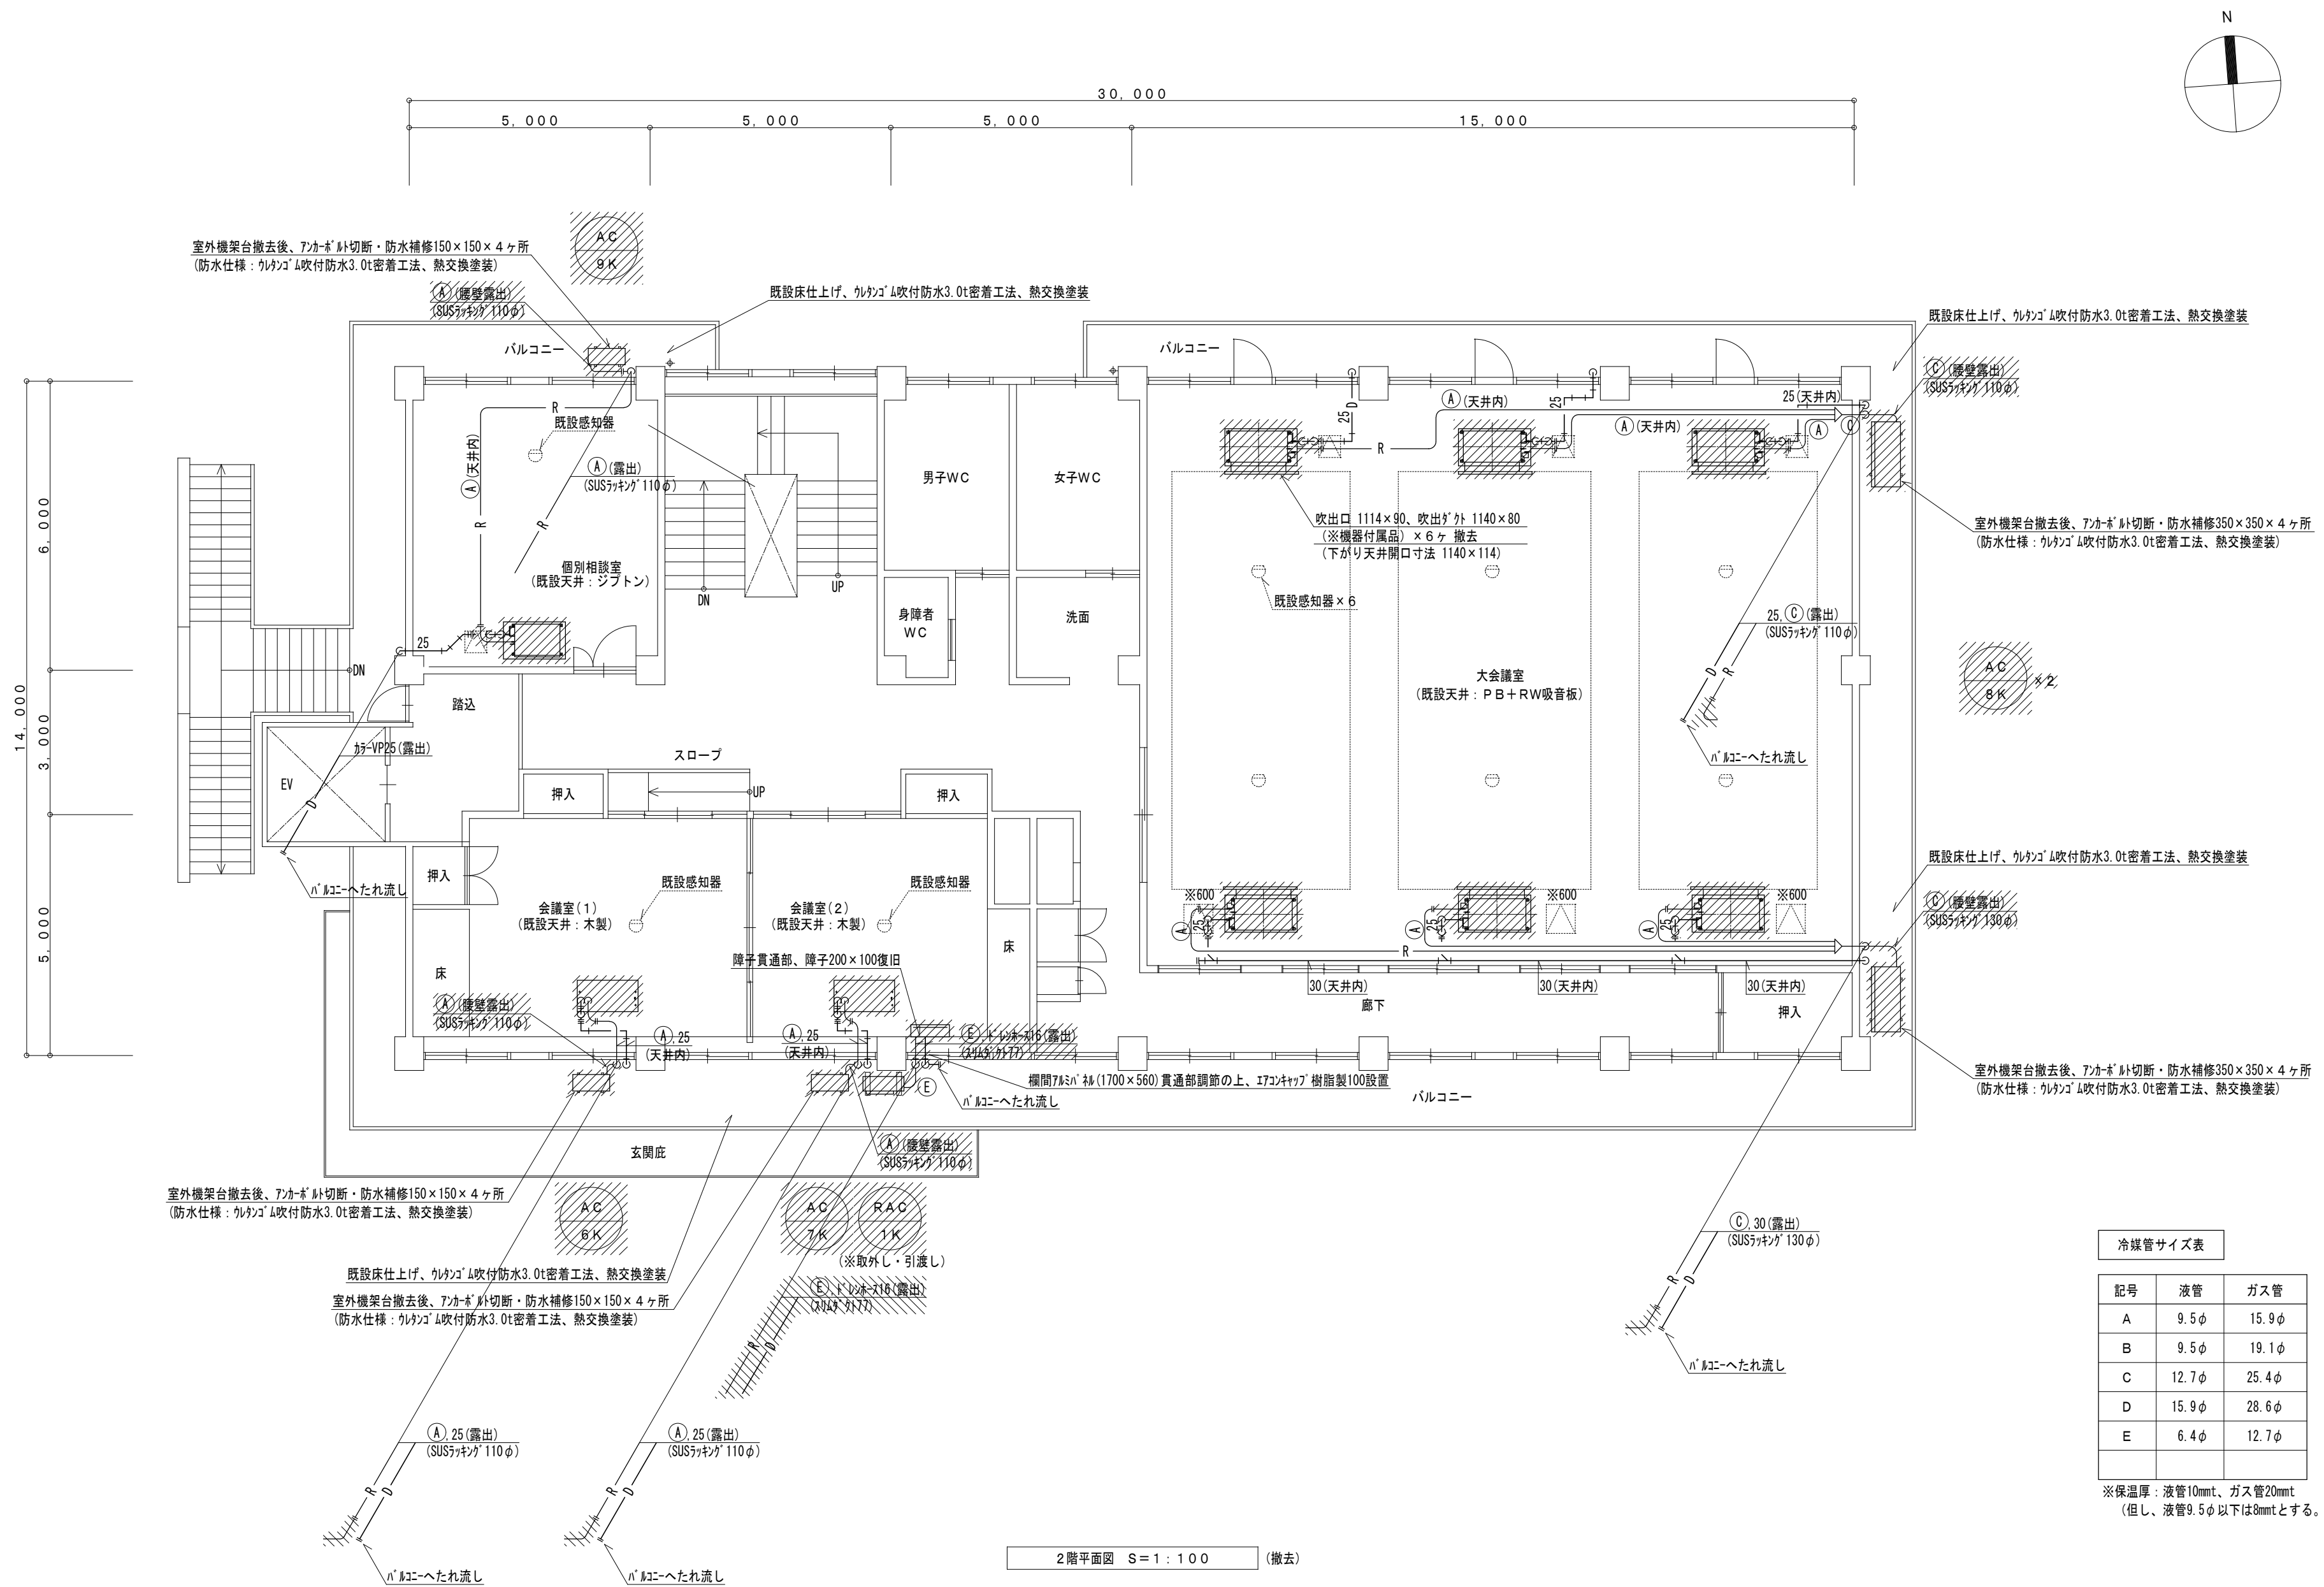 N
30,000
5,000
5,000
5,000
15,000
AC
9K
室外機架台撤去後、ｱﾝｶｰﾎﾞﾙﾄ切断・防水補修150×150×４ヶ所
(防水仕様：ｳﾚﾀﾝｺﾞﾑ吹付防水3.0t密着工法、熱交換塗装)
Ⓐ(腰壁露出)
(SUSﾗｯｷﾝｸﾞ110φ)
既設床仕上げ、ｳﾚﾀﾝｺﾞﾑ吹付防水3.0t密着工法、熱交換塗装
既設床仕上げ、ｳﾚﾀﾝｺﾞﾑ吹付防水3.0t密着工法、熱交換塗装
バルコニー
バルコニー
Ⓒ(腰壁露出)
(SUSﾗｯｷﾝｸﾞ110φ)
R
既設感知器
Ⓐ(天井内)
R
Ⓐ(露出)
(SUSﾗｯｷﾝｸﾞ110φ)
R
個別相談室
(既設天井：ジプトン)
25
DN
UP
男子WC
女子WC
身障者
WC
洗面
25
D
R
Ⓐ(天井内)
25
Ⓐ(天井内)
25(天井内)
Ⓐ
Ⓒ
吹出口 1114×90、吹出ﾀﾞｸﾄ 1140×80
(※機器付属品)×６ヶ 撤去
(下がり天井開口寸法 1140×114)
既設感知器×６
室外機架台撤去後、ｱﾝｶｰﾎﾞﾙﾄ切断・防水補修350×350×４ヶ所
(防水仕様：ｳﾚﾀﾝｺﾞﾑ吹付防水3.0t密着工法、熱交換塗装)
25,Ⓒ(露出)
(SUSﾗｯｷﾝｸﾞ110φ)
D
R
ﾊﾞﾙｺﾆｰへたれ流し
大会議室
(既設天井：ＰＢ＋ＲＷ吸音板)
AC
8K
×2
14,000
6,000
3,000
5,000
DN
踏込
ｶﾗｰVP25(露出)
EV
D
ﾊﾞﾙｺﾆｰへたれ流し
スロープ
UP
押入
押入
押入
既設感知器
既設感知器
会議室(1)
(既設天井：木製)
会議室(2)
(既設天井：木製)
床
床
障子貫通部、障子200×100復旧
※600
※600
※600
Ⓐ
25
Ⓐ
25
Ⓐ
25
R
30(天井内)
30(天井内)
30(天井内)
廊下
押入
既設床仕上げ、ｳﾚﾀﾝｺﾞﾑ吹付防水3.0t密着工法、熱交換塗装
Ⓒ(腰壁露出)
(SUSﾗｯｷﾝｸﾞ130φ)
室外機架台撤去後、ｱﾝｶｰﾎﾞﾙﾄ切断・防水補修350×350×４ヶ所
(防水仕様：ｳﾚﾀﾝｺﾞﾑ吹付防水3.0t密着工法、熱交換塗装)
Ⓐ(腰壁露出)
(SUSﾗｯｷﾝｸﾞ110φ)
Ⓐ,25
(天井内)
Ⓐ,25
(天井内)
Ⓔ,ﾄﾞﾚﾝﾎｰｽ16(露出)
(ｽﾘﾑﾀﾞｸﾄ77)
欄間ｱﾙﾐﾊﾟﾈﾙ(1700×560)貫通部調節の上、ｴｱｺﾝｷｬｯﾌﾟ樹脂製100設置
Ⓔ
ﾊﾞﾙｺﾆｰへたれ流し
バルコニー
Ⓐ(腰壁露出)
(SUSﾗｯｷﾝｸﾞ110φ)
玄関庇
室外機架台撤去後、ｱﾝｶｰﾎﾞﾙﾄ切断・防水補修150×150×４ヶ所
(防水仕様：ｳﾚﾀﾝｺﾞﾑ吹付防水3.0t密着工法、熱交換塗装)
AC
6K
AC
7K
RAC
1K
(※取外し・引渡し)
既設床仕上げ、ｳﾚﾀﾝｺﾞﾑ吹付防水3.0t密着工法、熱交換塗装
室外機架台撤去後、ｱﾝｶｰﾎﾞﾙﾄ切断・防水補修150×150×４ヶ所
(防水仕様：ｳﾚﾀﾝｺﾞﾑ吹付防水3.0t密着工法、熱交換塗装)
Ⓔ,ﾄﾞﾚﾝﾎｰｽ16(露出)
(ｽﾘﾑﾀﾞｸﾄ77)
R
D
Ⓒ,30(露出)
(SUSﾗｯｷﾝｸﾞ130φ)
R
D
ﾊﾞﾙｺﾆｰへたれ流し
Ⓐ,25(露出)
(SUSﾗｯｷﾝｸﾞ110φ)
R
D
ﾊﾞﾙｺﾆｰへたれ流し
Ⓐ,25(露出)
(SUSﾗｯｷﾝｸﾞ110φ)
R
D
ﾊﾞﾙｺﾆｰへたれ流し
冷媒管サイズ表
記号 液管 ガス管
A 9.5φ 15.9φ
B 9.5φ 19.1φ
C 12.7φ 25.4φ
D 15.9φ 28.6φ
E 6.4φ 12.7φ
※保温厚：液管10mmt、ガス管20mmt
(但し、液管9.5φ以下は8mmtとする。
2階平面図 S=1:100
(撤去)